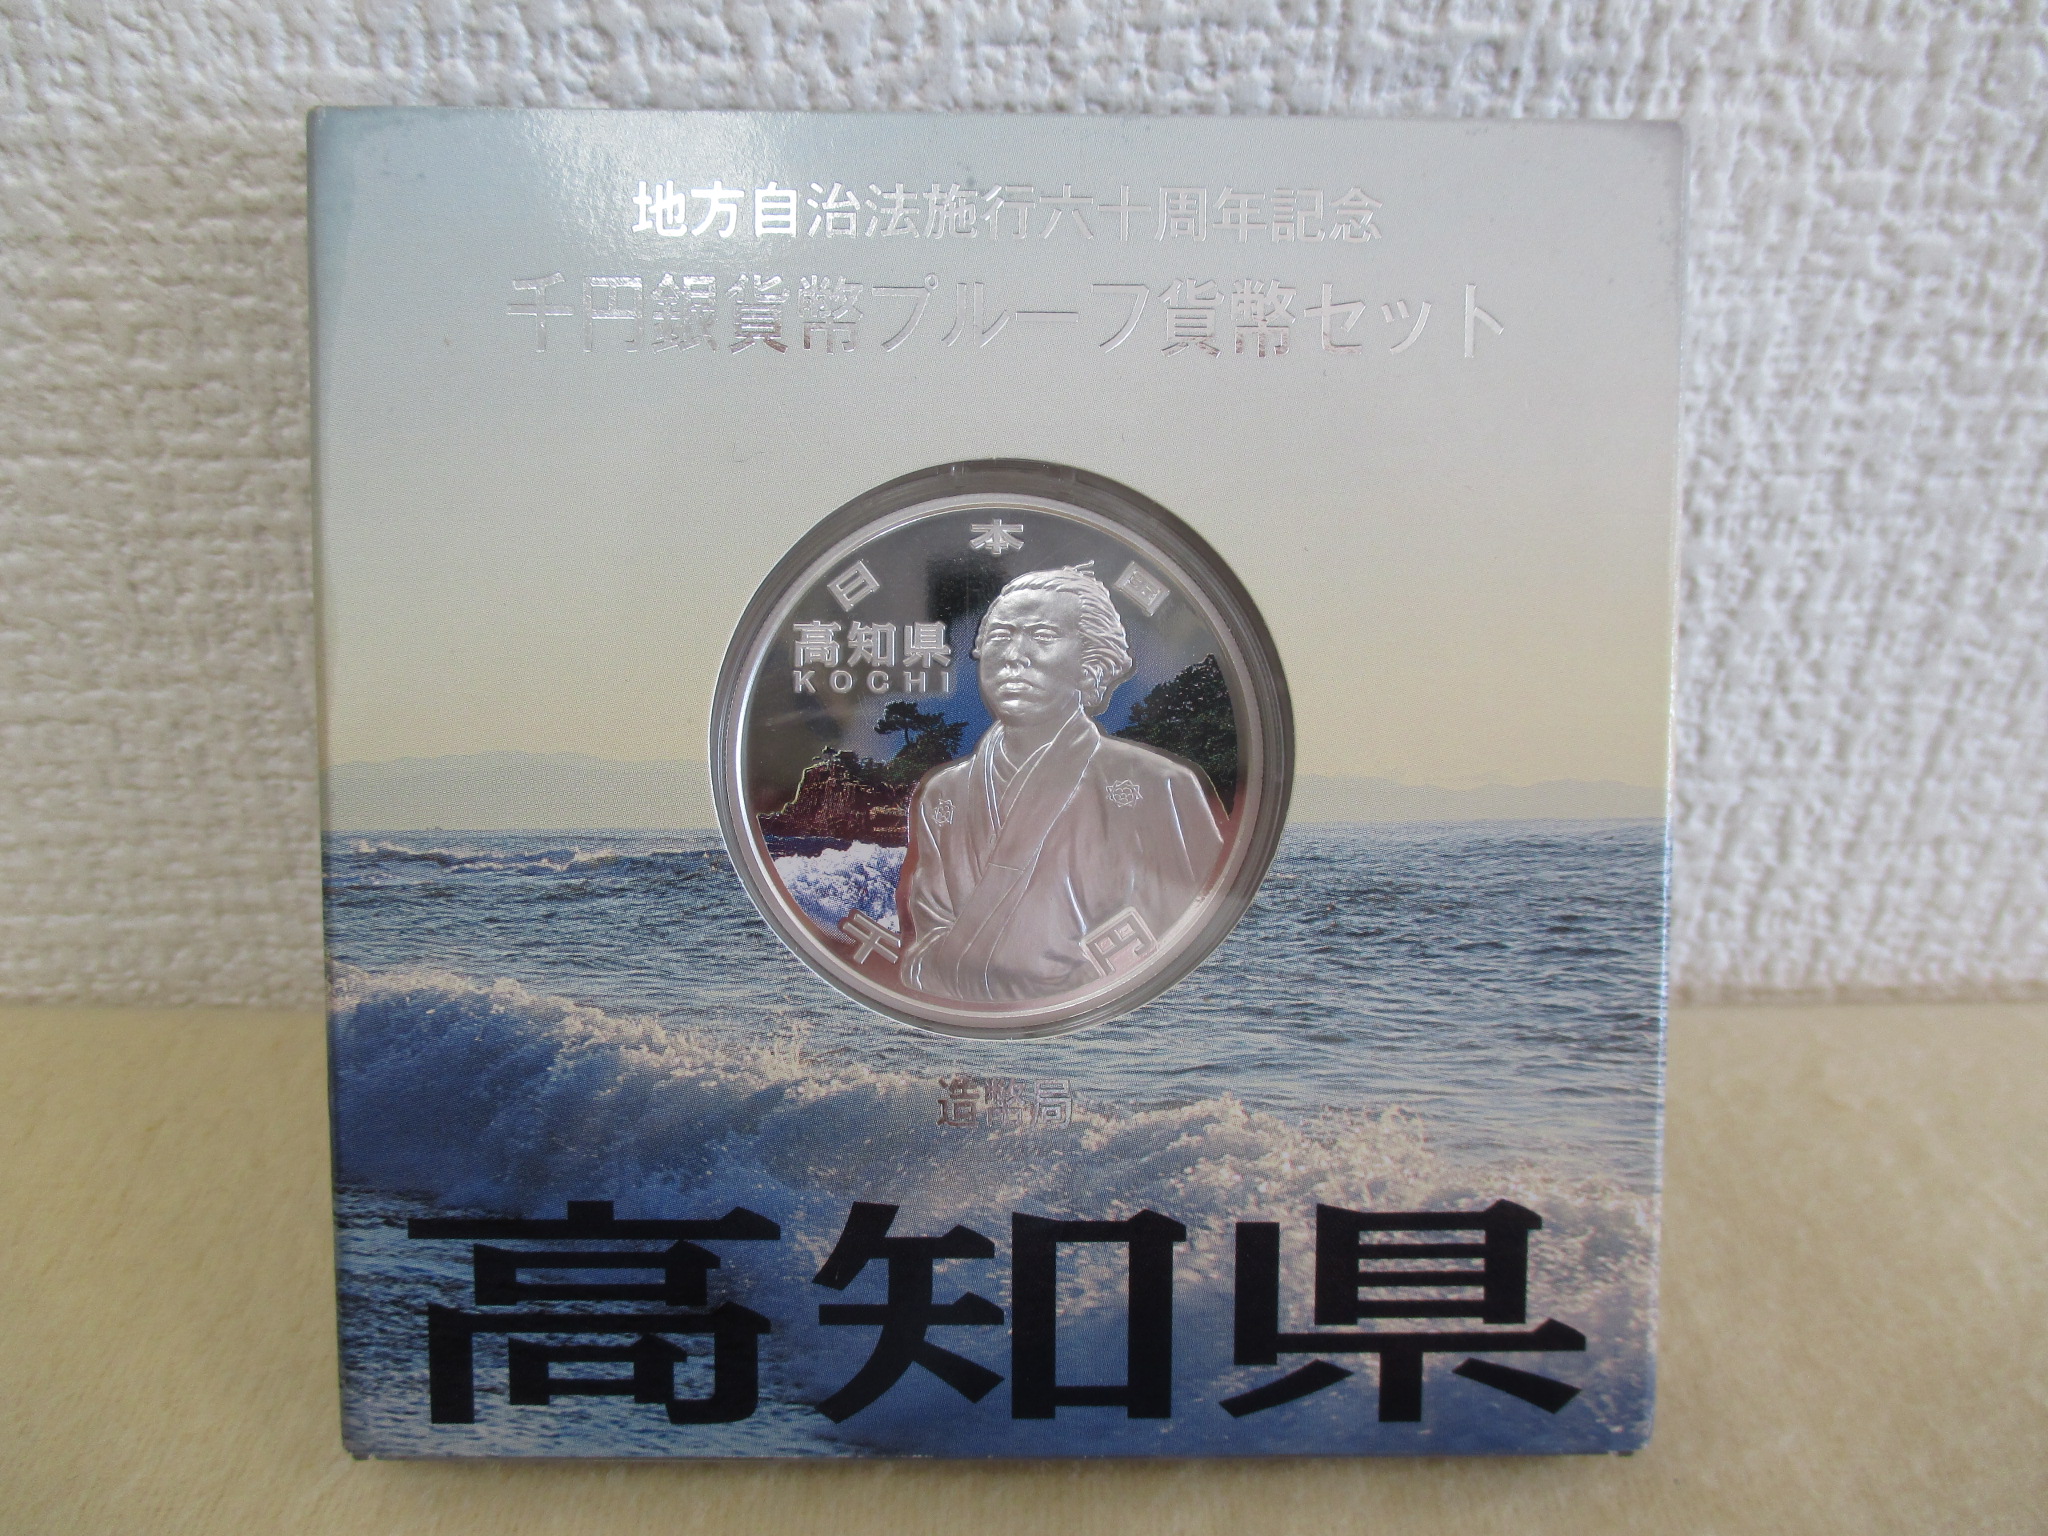 地方自治法施行六十周年記念
千円銀貨幣プルーフ貨幣セット
日本国
高知県
KOCHI
千円
造幣局
高知県